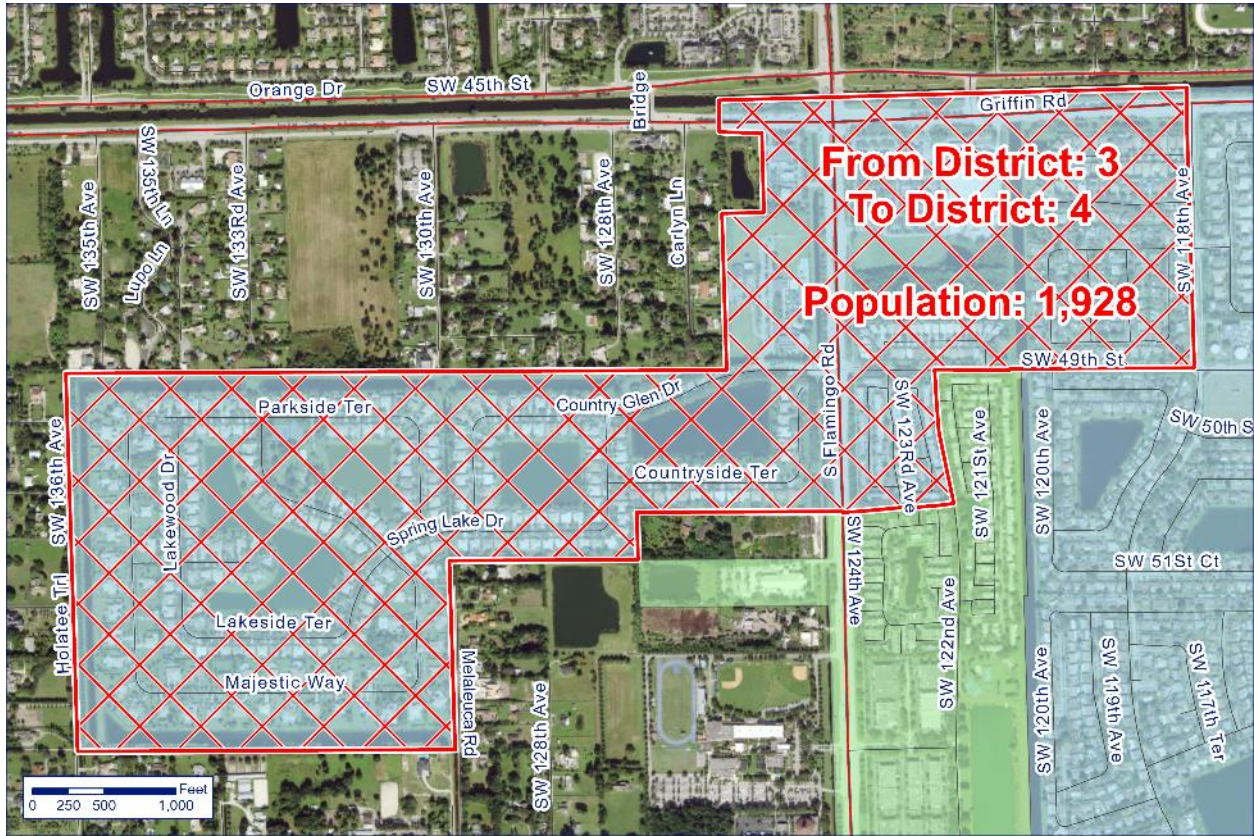 Orange Dr
SW 45th St
Bridge
Griffin Rd
SW 135th Ave
SW 135th Ln
Lupo Ln
SW 133Rd Ave
SW 130th Ave
SW 128th Ave
Carlyn Ln
From District: 3
To District: 4
Population: 1,928
SW 118th Ave
S Flamingo Rd
SW 49th St
SW 136th Ave
Parkside Ter
Country Glen Dr
SW 123Rd Ave
SW 121St Ave
SW 120th Ave
SW 50th S
Lakewood Dr
Countryside Ter
Spring Lake Dr
SW 124th Ave
SW 51St Ct
Holatee Trl
Lakeside Ter
Majestic Way
Melaleuca Rd
SW 128th Ave
SW 122nd Ave
SW 120th Ave
SW 119th Ave
SW 117th Ter
Feet
0 250 500 1,000